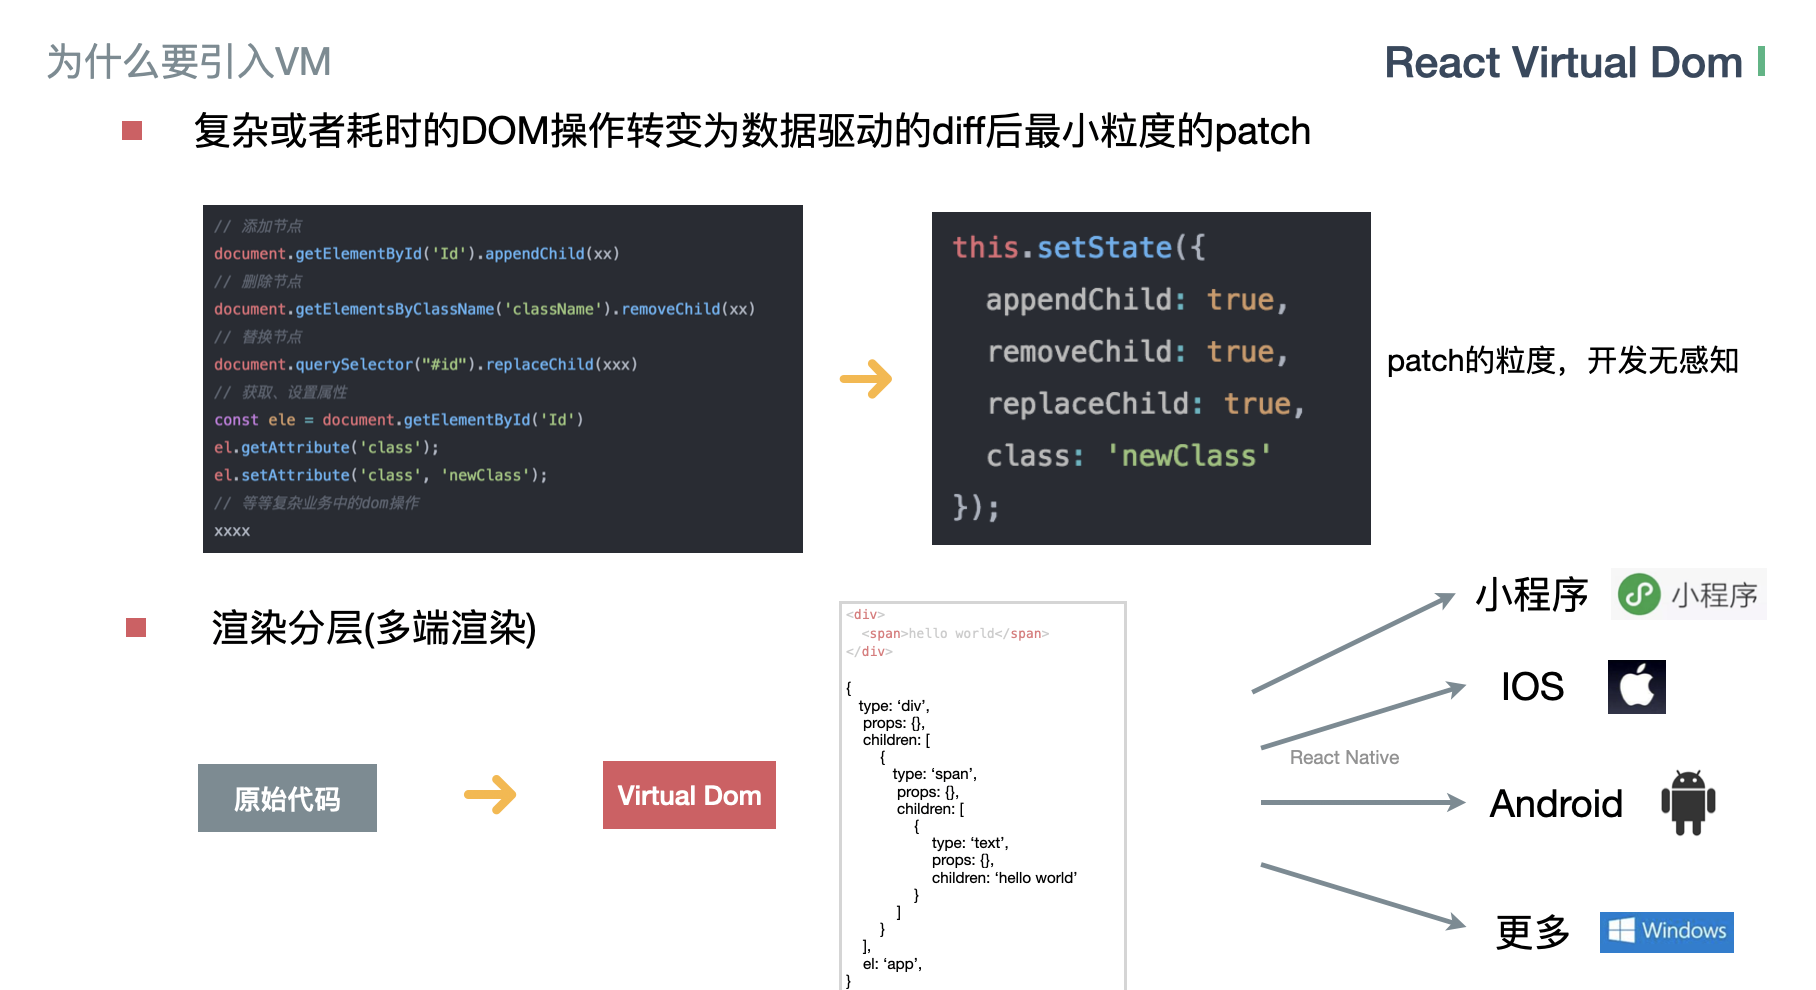 为什么要引入VM
React Virtual Dom
复杂或者耗时的DOM操作转变为数据驱动的diff后最小粒度的patch
// 添加节点
document.getElementById('Id').appendChild(xx)
// 删除节点
document.getElementsByClassName('className').removeChild(xx)
// 替换节点
document.querySelector("#id").replaceChild(xxx)
// 获取、设置属性
const ele = document.getElementById('Id')
el.getAttribute('class');
el.setAttribute('class', 'newClass');
// 等等复杂业务中的dom操作
xxxx
this.setState({
appendChild: true,
removeChild: true,
replaceChild: true,
class: 'newClass'
});
patch的粒度，开发无感知
渲染分层(多端渲染)
原始代码
Virtual Dom
<div>
<span>hello world</span>
</div>
{
type: ‘div’,
props: {},
children: [
{
type: ‘span’,
props: {},
children: [
{
type: ‘text’,
props: {},
children: ‘hello world’
}
]
}
],
el: ‘app’,
}
小程序
小程序
IOS
React Native
Android
更多
Windows